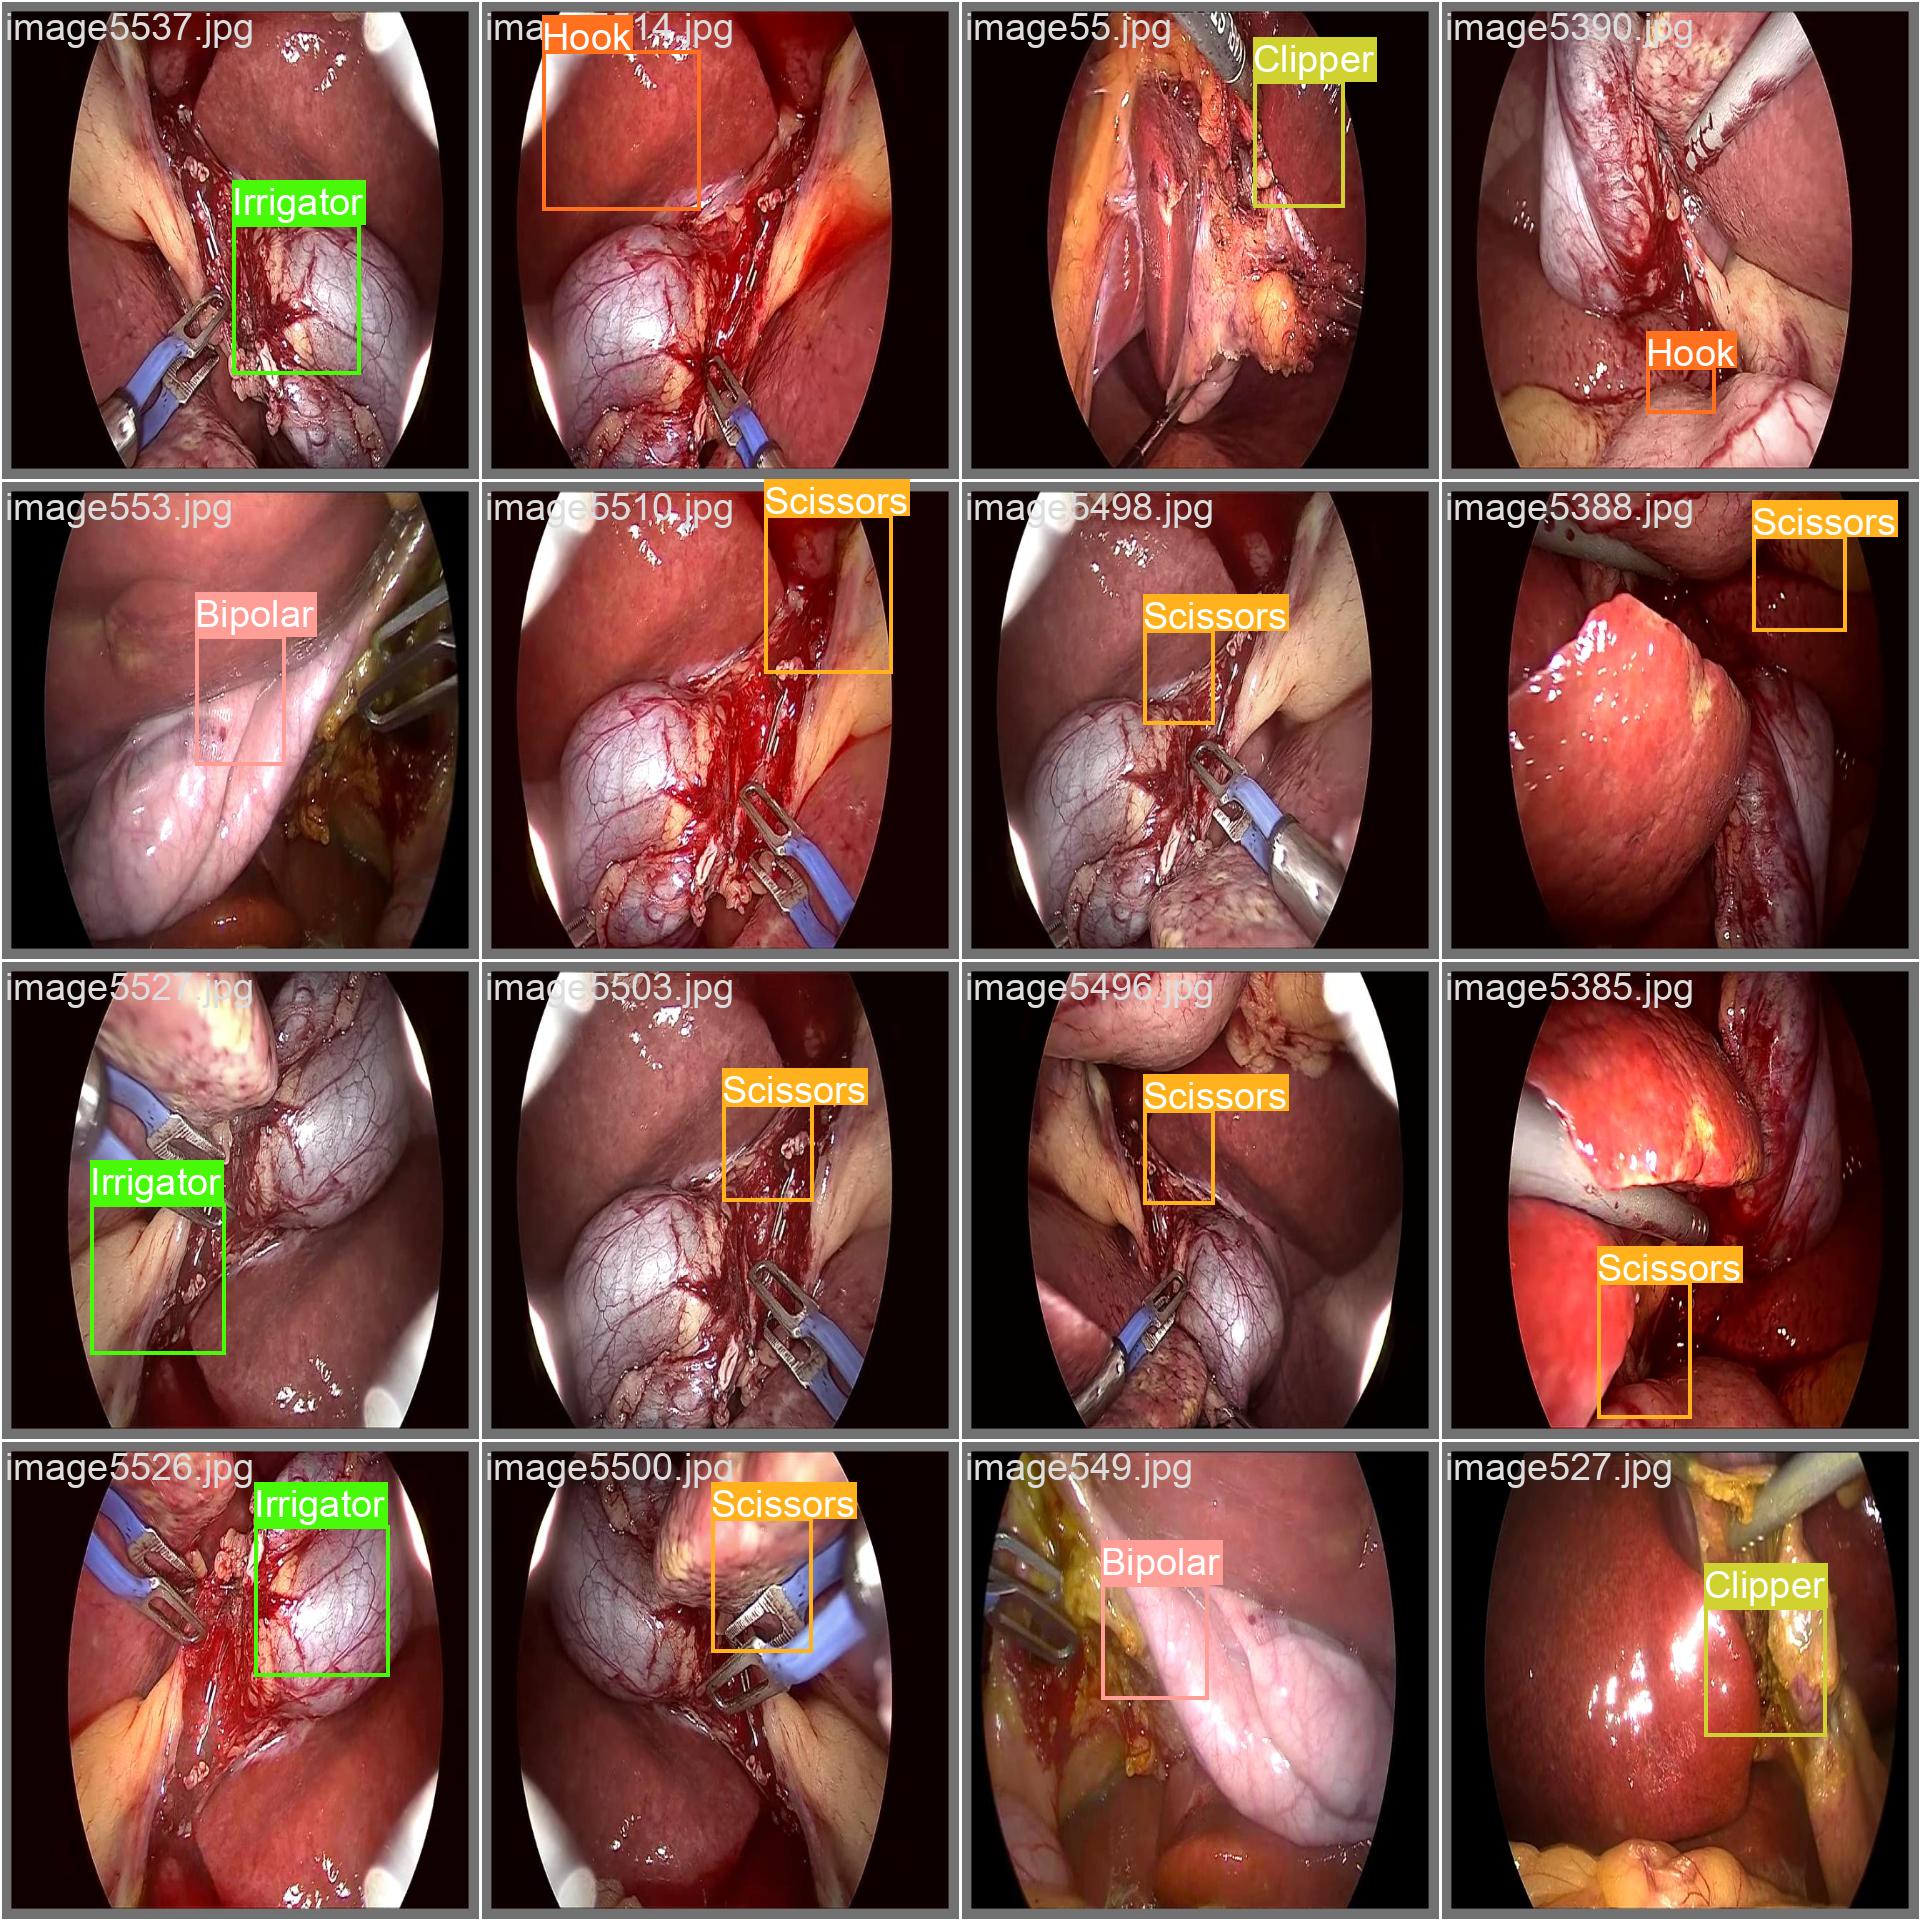 image5537.jpg
Irrigator
Hook
14.jpg
image55.jpg
Clipper
image5390.jpg
Hook
image553.jpg
Bipolar
image5510.jpg
Scissors
image5498.jpg
Scissors
image5388.jpg
Scissors
image5527.jpg
Irrigator
image5503.jpg
Scissors
image5496.jpg
Scissors
image5385.jpg
Scissors
image5526.jpg
Irrigator
image5500.jpg
Scissors
image549.jpg
Bipolar
image527.jpg
Clipper